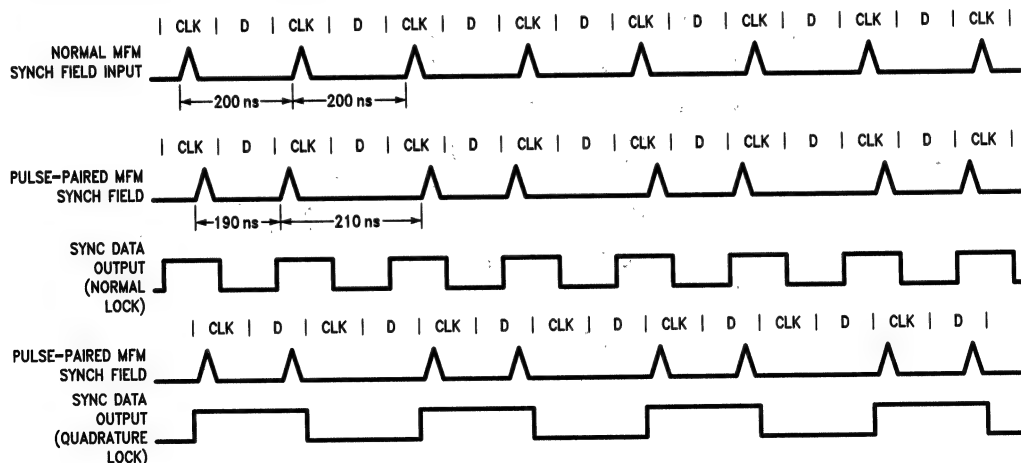 | CLK | D | CLK | D | CLK | D | CLK | D | CLK | D | CLK | D | CLK | D | CLK |
NORMAL MFM
SYNCH FIELD INPUT
200 ns 200 ns
| CLK | D | CLK | D | CLK | D | CLK | D | CLK | D | CLK | D | CLK | D | CLK |
PULSE-PAIRED MFM
SYNCH FIELD
190 ns 210 ns
SYNC DATA
OUTPUT
(NORMAL
LOCK)
| CLK | D | CLK | D | CLK | D | CLK | D | CLK | D | CLK | D | CLK | D |
PULSE-PAIRED MFM
SYNCH FIELD
SYNC DATA
OUTPUT
(QUADRATURE
LOCK)